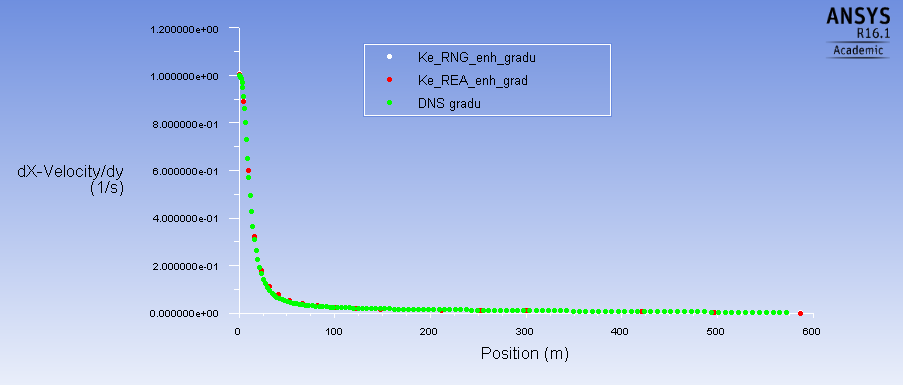 ANSYS
R16.1
Academic
Ke_RNG_enh_gradu
Ke_REA_enh_grad
DNS gradu
1.200000e+00
1.000000e+00
8.000000e-01
6.000000e-01
4.000000e-01
2.000000e-01
0.000000e+00
dX-Velocity/dy
(1/s)
0 100 200 300 400 500 600
Position (m)